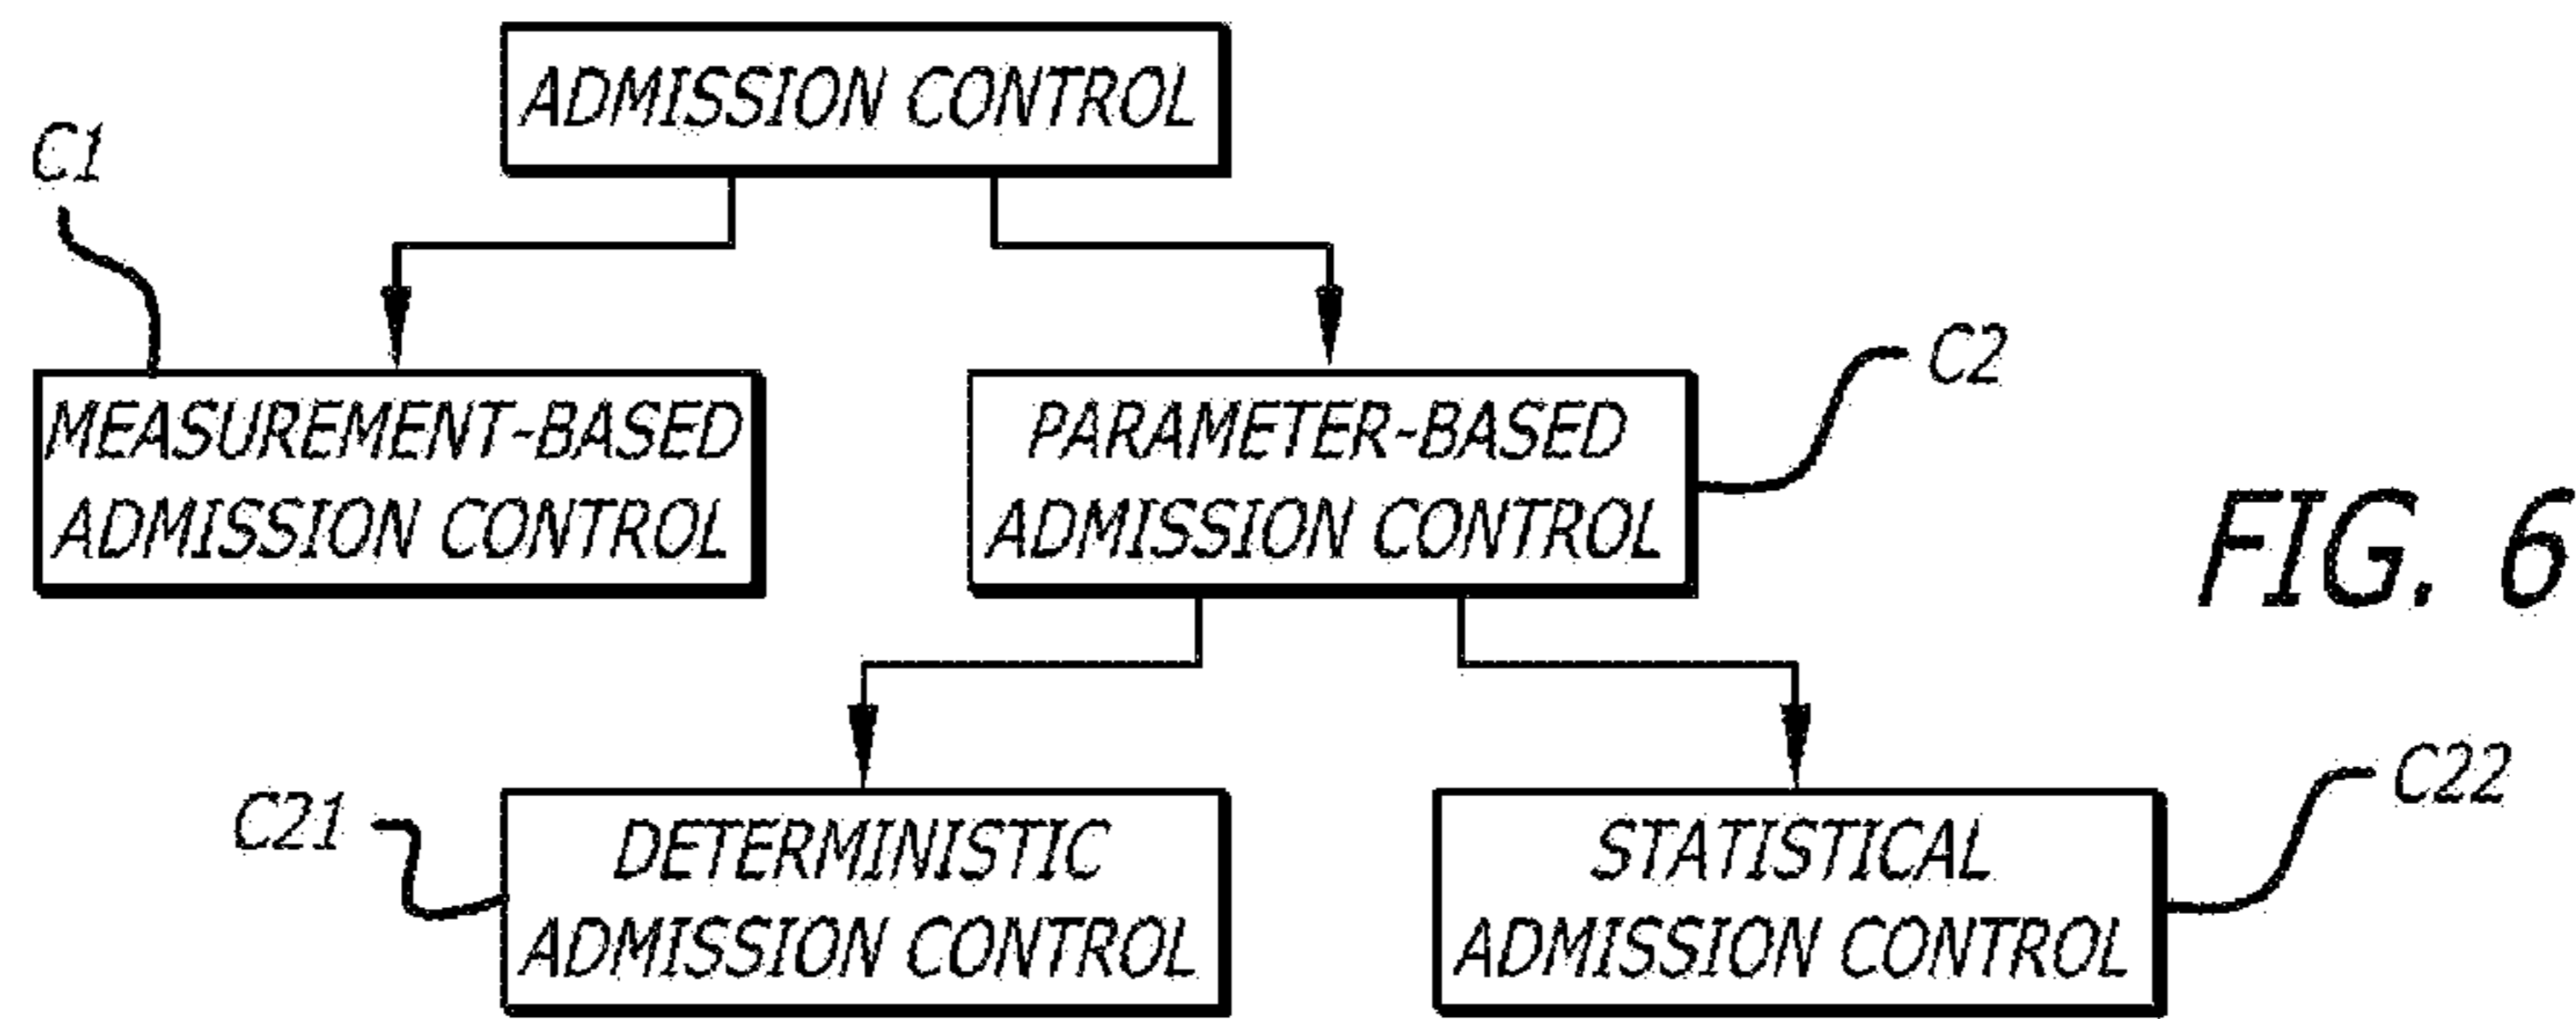 ADMISSION CONTROL
C1
MEASUREMENT-BASED
ADMISSION CONTROL
PARAMETER-BASED
ADMISSION CONTROL
C2
FIG. 6
C21
DETERMINISTIC
ADMISSION CONTROL
STATISTICAL
ADMISSION CONTROL
C22